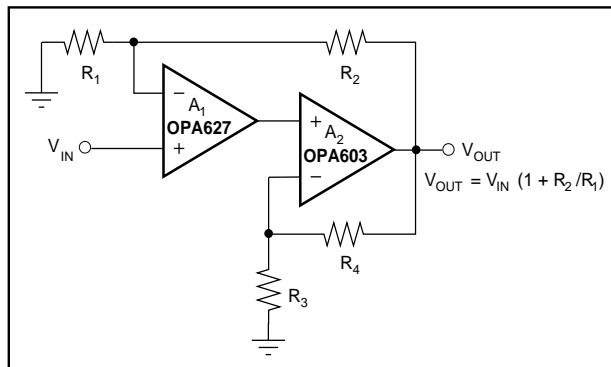 R1
R2
A1
OPA627
VIN
A2
OPA603
VOUT
VOUT = VIN (1 + R2/R1)
R4
R3
− + + −